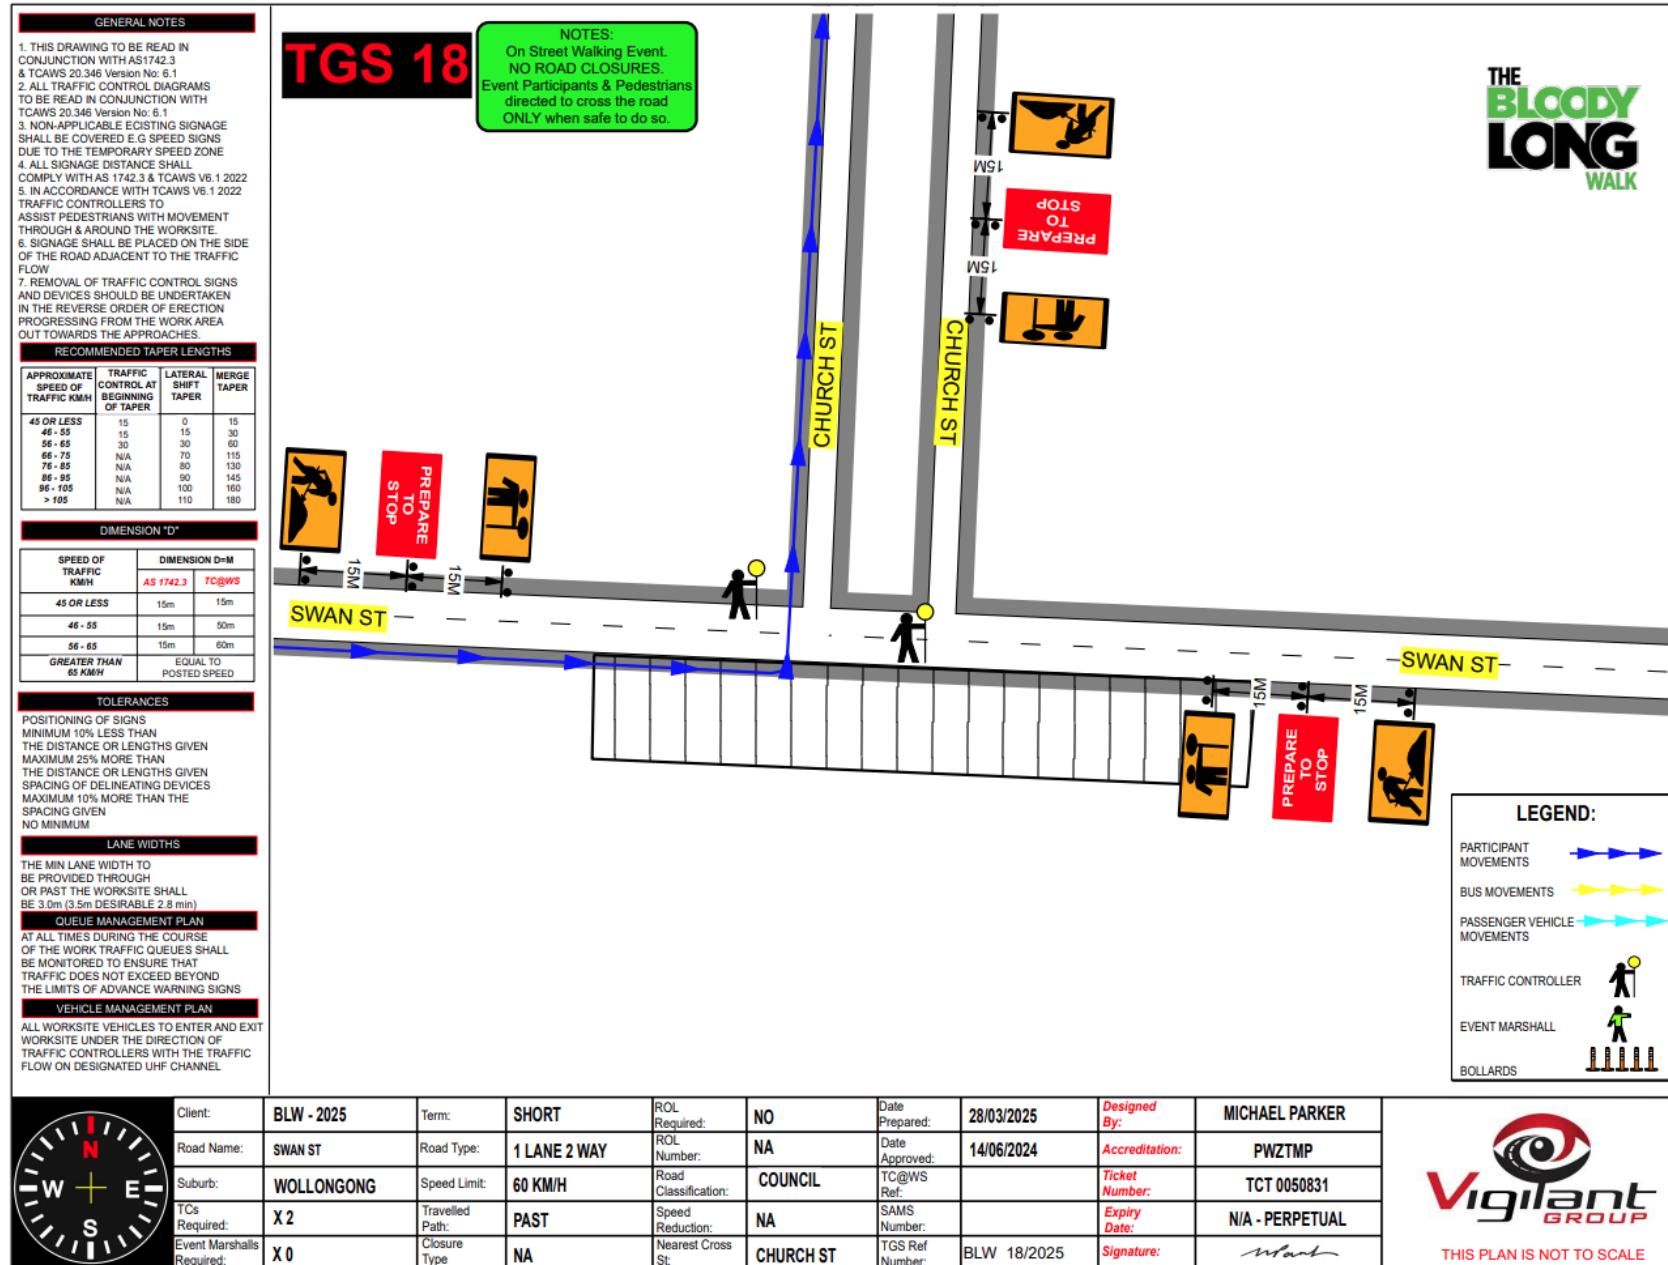 GENERAL NOTES
1. THIS DRAWING TO BE READ IN
CONJUNCTION WITH AS1742.3
& TCAWS 20.346 Version No: 6.1
2. ALL TRAFFIC CONTROL DIAGRAMS
TO BE READ IN CONJUNCTION WITH
TCAWS 20.346 Version No: 6.1
3. NON-APPLICABLE ECISTING SIGNAGE
SHALL BE COVERED E.G SPEED SIGNS
DUE TO THE TEMPORARY SPEED ZONE
4. ALL SIGNAGE DISTANCE SHALL
COMPLY WITH AS 1742.3 & TCAWS V6.1 2022
5. IN ACCORDANCE WITH TCAWS V6.1 2022
TRAFFIC CONTROLLERS TO
ASSIST PEDESTRIANS WITH MOVEMENT
THROUGH & AROUND THE WORKSITE.
6. SIGNAGE SHALL BE PLACED ON THE SIDE
OF THE ROAD ADJACENT TO THE TRAFFIC
FLOW
7. REMOVAL OF TRAFFIC CONTROL SIGNS
AND DEVICES SHOULD BE UNDERTAKEN
IN THE REVERSE ORDER OF ERECTION
PROGRESSING FROM THE WORK AREA
OUT TOWARDS THE APPROACHES.
RECOMMENDED TAPER LENGTHS
APPROXIMATE SPEED OF TRAFFIC KM/H TRAFFIC CONTROL AT BEGINNING OF TAPER LATERAL SHIFT TAPER MERGE TAPER
45 OR LESS 15 0 15
46 - 55 15 15 30
56 - 65 30 30 60
66 - 75 N/A 70 115
76 - 85 N/A 80 130
86 - 95 N/A 90 145
96 - 105 N/A 100 160
> 105 N/A 110 180
DIMENSION "D"
SPEED OF TRAFFIC KM/H DIMENSION D=M
AS 1742.3 TC@WS
45 OR LESS 15m 15m
46 - 55 15m 50m
56 - 65 15m 60m
GREATER THAN 65 KM/H EQUAL TO POSTED SPEED
TOLERANCES
POSITIONING OF SIGNS
MINIMUM 10% LESS THAN
THE DISTANCE OR LENGTHS GIVEN
MAXIMUM 25% MORE THAN
THE DISTANCE OR LENGTHS GIVEN
SPACING OF DELINEATING DEVICES
MAXIMUM 10% MORE THAN THE
SPACING GIVEN
NO MINIMUM
LANE WIDTHS
THE MIN LANE WIDTH TO
BE PROVIDED THROUGH
OR PAST THE WORKSITE SHALL
BE 3.0m (3.5m DESIRABLE 2.8 min)
QUEUE MANAGEMENT PLAN
AT ALL TIMES DURING THE COURSE
OF THE WORK TRAFFIC QUEUES SHALL
BE MONITORED TO ENSURE THAT
TRAFFIC DOES NOT EXCEED BEYOND
THE LIMITS OF ADVANCE WARNING SIGNS
VEHICLE MANAGEMENT PLAN
ALL WORKSITE VEHICLES TO ENTER AND EXIT
WORKSITE UNDER THE DIRECTION OF
TRAFFIC CONTROLLERS WITH THE TRAFFIC
FLOW ON DESIGNATED UHF CHANNEL
TGS 18
NOTES:
On Street Walking Event.
NO ROAD CLOSURES.
Event Participants & Pedestrians
directed to cross the road
ONLY when safe to do so.
THE
BLOODY
LONG
WALK
15M
PREPARE
TO
STOP
15M
CHURCH ST
CHURCH ST
PREPARE
TO
STOP
15M
15M
SWAN ST
SWAN ST
15M
15M
PREPARE
TO
STOP
LEGEND:
PARTICIPANT
MOVEMENTS
BUS MOVEMENTS
PASSENGER VEHICLE
MOVEMENTS
TRAFFIC CONTROLLER
EVENT MARSHALL
BOLLARDS
N
W E
S
Client: BLW - 2025 Term: SHORT ROL Required: NO Date Prepared: 28/03/2025 Designed By: MICHAEL PARKER
Road Name: SWAN ST Road Type: 1 LANE 2 WAY ROL Number: NA Date Approved: 14/06/2024 Accreditation: PWZTMP
Suburb: WOLLONGONG Speed Limit: 60 KM/H Road Classification: COUNCIL TC@WS Ref: Ticket Number: TCT 0050831
TCs Required: X 2 Travelled Path: PAST Speed Reduction: NA SAMS Number: Expiry Date: N/A - PERPETUAL
Event Marshalls Required: X 0 Closure Type NA Nearest Cross St: CHURCH ST TGS Ref Number: BLW 18/2025 Signature:
Vigilant
GROUP
THIS PLAN IS NOT TO SCALE